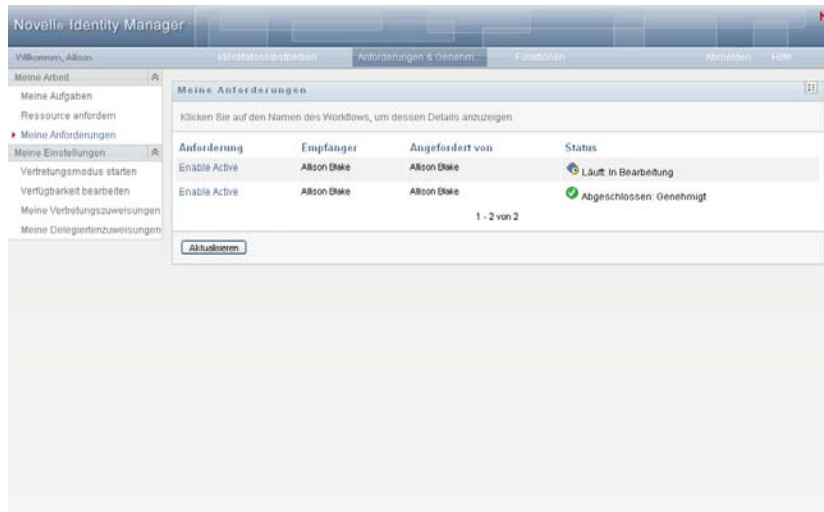 Novell® Identity Manager
Willkommen, Allison
Identitätsselbstbedien...
Anforderungen & Genehm...
Funktionen
Abmelden
Hilfe
Meine Arbeit
Meine Aufgaben
Ressource anfordern
Meine Anforderungen
Meine Einstellungen
Vertretungsmodus starten
Verfügbarkeit bearbeiten
Meine Vertretungszuweisungen
Meine Delegiertenzuweisungen
Meine Anforderungen
Klicken Sie auf den Namen des Workflows, um dessen Details anzuzeigen.
Anforderung Empfänger Angefordert von Status
Enable Active Allison Blake Allison Blake Läuft: In Bearbeitung
Enable Active Allison Blake Allison Blake Abgeschlossen: Genehmigt
1 - 2 von 2
Aktualisieren